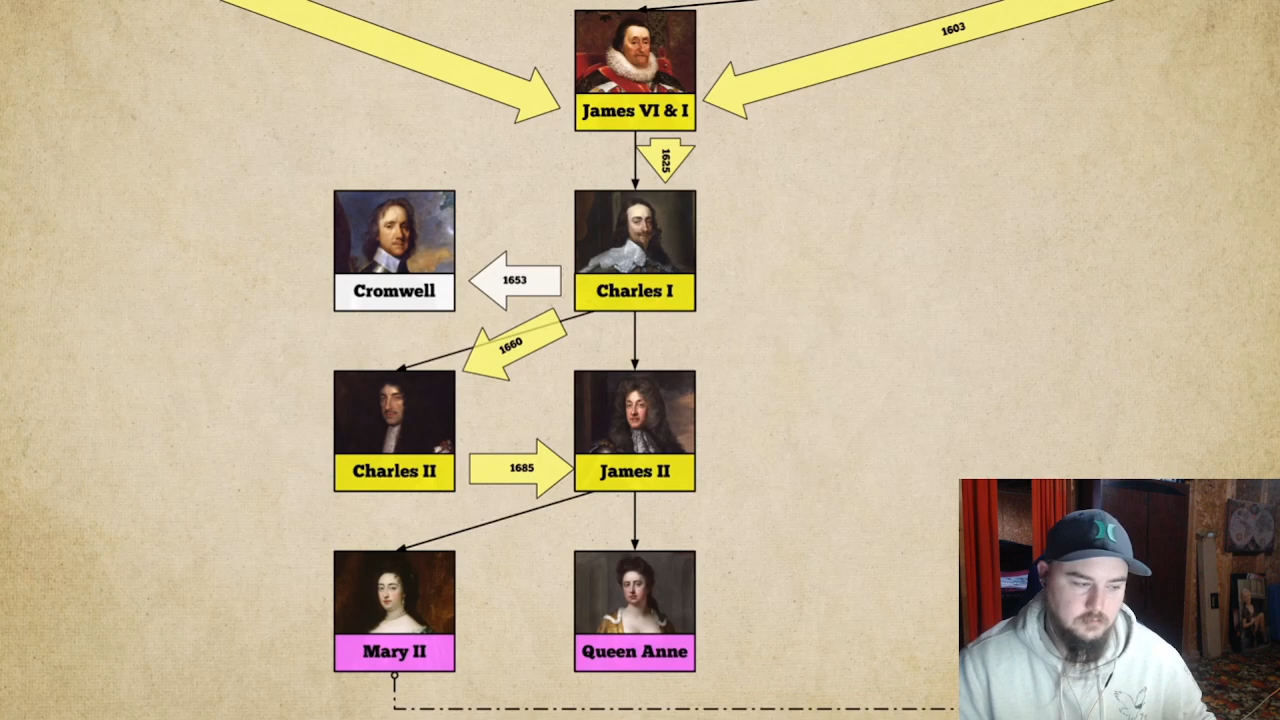 1603
James VI & I
1625
1653
Cromwell
Charles I
1660
Charles II
1685
James II
Mary II
Queen Anne